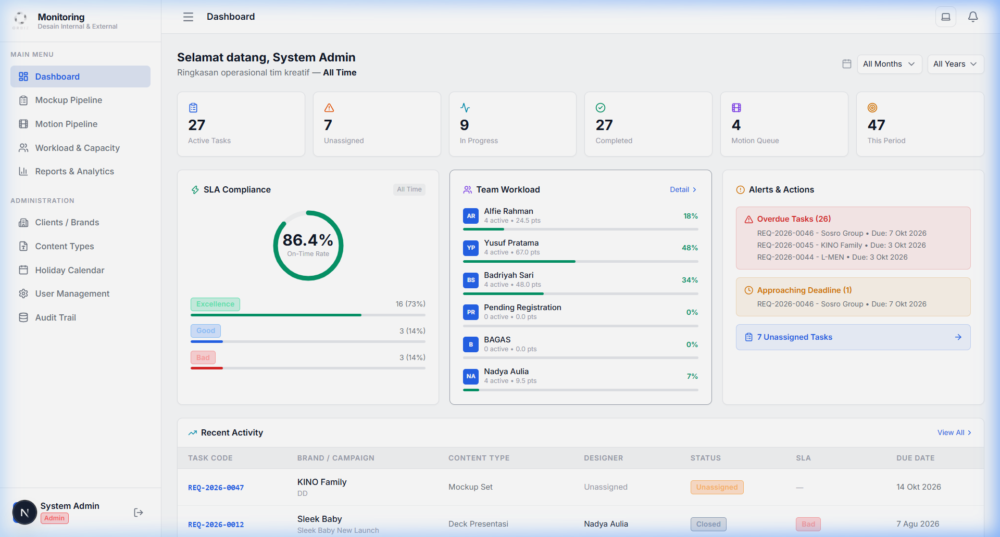 Monitoring
Desain Internal & External
MAIN MENU
Dashboard
Mockup Pipeline
Motion Pipeline
Workload & Capacity
Reports & Analytics
ADMINISTRATION
Clients / Brands
Content Types
Holiday Calendar
User Management
Audit Trail
N
System Admin
Admin
Dashboard
Selamat datang, System Admin
Ringkasan operasional tim kreatif — All Time
All Months
All Years
27
Active Tasks
7
Unassigned
9
In Progress
27
Completed
4
Motion Queue
47
This Period
SLA Compliance
All Time
86.4%
On-Time Rate
Excellence 16 (73%)
Good 3 (14%)
Bad 3 (14%)
Team Workload
Detail
AR Alfie Rahman 18%
4 active • 24.5 pts
YP Yusuf Pratama 48%
4 active • 67.0 pts
BS Badriyah Sari 34%
4 active • 48.0 pts
PR Pending Registration 0%
0 active • 0.0 pts
B BAGAS 0%
0 active • 0.0 pts
NA Nadya Aulia 7%
4 active • 9.5 pts
Alerts & Actions
Overdue Tasks (26)
REQ-2026-0046 - Sosro Group • Due: 7 Okt 2026
REQ-2026-0045 - KINO Family • Due: 3 Okt 2026
REQ-2026-0044 - L-MEN • Due: 3 Okt 2026
Approaching Deadline (1)
REQ-2026-0046 - Sosro Group • Due: 7 Okt 2026
7 Unassigned Tasks
Recent Activity
View All
TASK CODE BRAND / CAMPAIGN CONTENT TYPE DESIGNER STATUS SLA DUE DATE
REQ-2026-0047 KINO Family Mockup Set Unassigned Unassigned — 14 Okt 2026
DD
REQ-2026-0012 Sleek Baby Deck Presentasi Nadya Aulia Closed Bad 7 Agu 2026
Sleek Baby New Launch